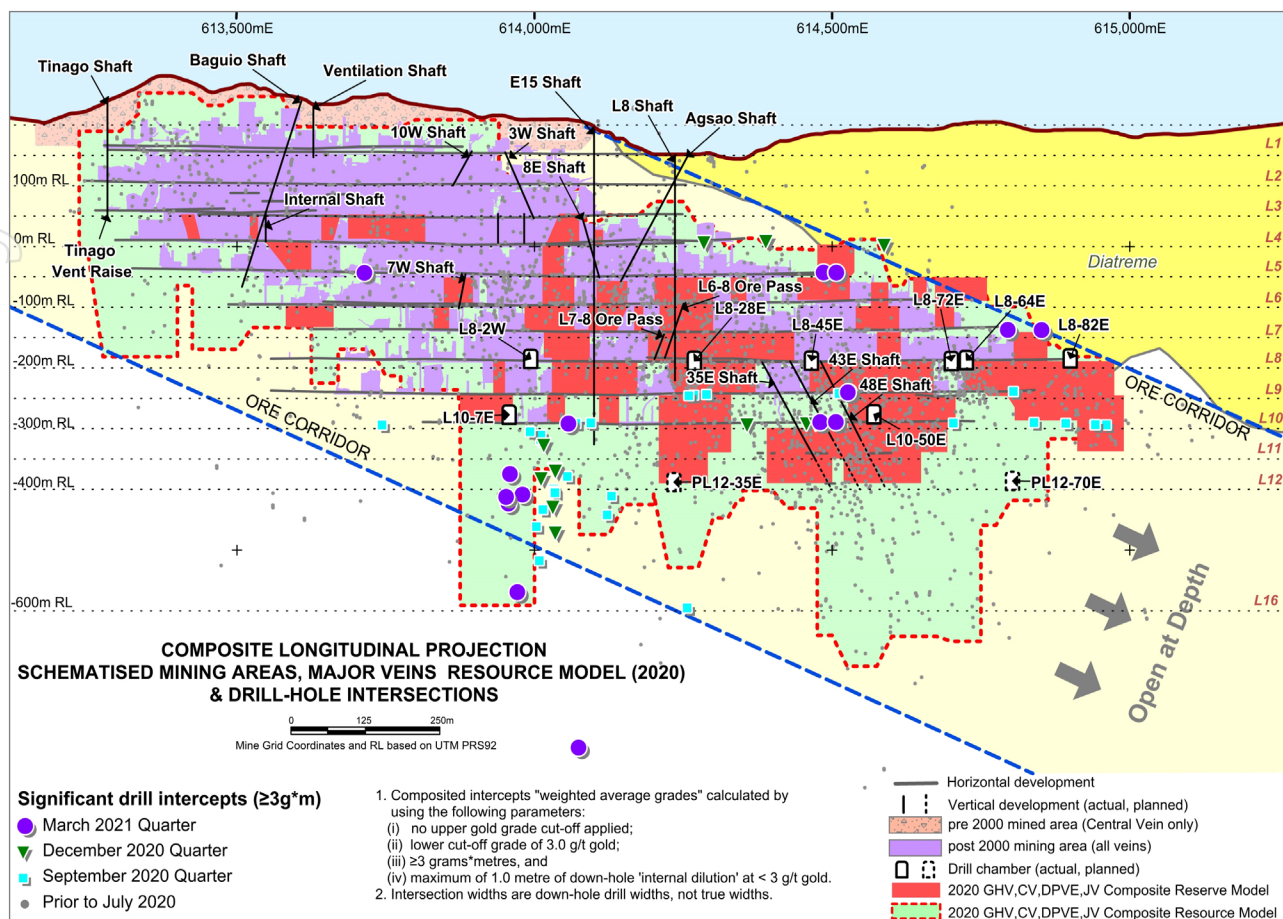 613,500mE
614,000mE
614,500mE
615,000mE
Tinago Shaft
Baguio Shaft
Ventilation Shaft
E15 Shaft
L8 Shaft
Agsao Shaft
10W Shaft
3W Shaft
8E Shaft
Internal Shaft
Tinago
Vent Raise
7W Shaft
L6-8 Ore Pass
L7-8 Ore Pass
L8-28E
L8-2W
L8-45E
L8-72E
L8-64E
L8-82E
43E Shaft
35E Shaft
48E Shaft
L10-7E
L10-50E
PL12-35E
PL12-70E
100m RL
0m RL
-100m RL
-200m RL
-300m RL
-400m RL
-600m RL
L1
L2
L3
L4
L5
L6
L7
L8
L9
L10
L11
L12
L16
Diatreme
ORE CORRIDOR
ORE CORRIDOR
Open at Depth
COMPOSITE LONGITUDINAL PROJECTION
SCHEMATISED MINING AREAS, MAJOR VEINS RESOURCE MODEL (2020)
& DRILL-HOLE INTERSECTIONS
0 125 250m
Mine Grid Coordinates and RL based on UTM PRS92
Significant drill intercepts (≥3g*m)
March 2021 Quarter
December 2020 Quarter
September 2020 Quarter
Prior to July 2020
1. Composited intercepts "weighted average grades" calculated by
using the following parameters:
(i) no upper gold grade cut-off applied;
(ii) lower cut-off grade of 3.0 g/t gold;
(iii) ≥3 grams*metres, and
(iv) maximum of 1.0 metre of down-hole 'internal dilution' at < 3 g/t gold.
2. Intersection widths are down-hole drill widths, not true widths.
Horizontal development
Vertical development (actual, planned)
pre 2000 mined area (Central Vein only)
post 2000 mining area (all veins)
Drill chamber (actual, planned)
2020 GHV,CV,DPVE,JV Composite Reserve Model
2020 GHV,CV,DPVE,JV Composite Resource Model